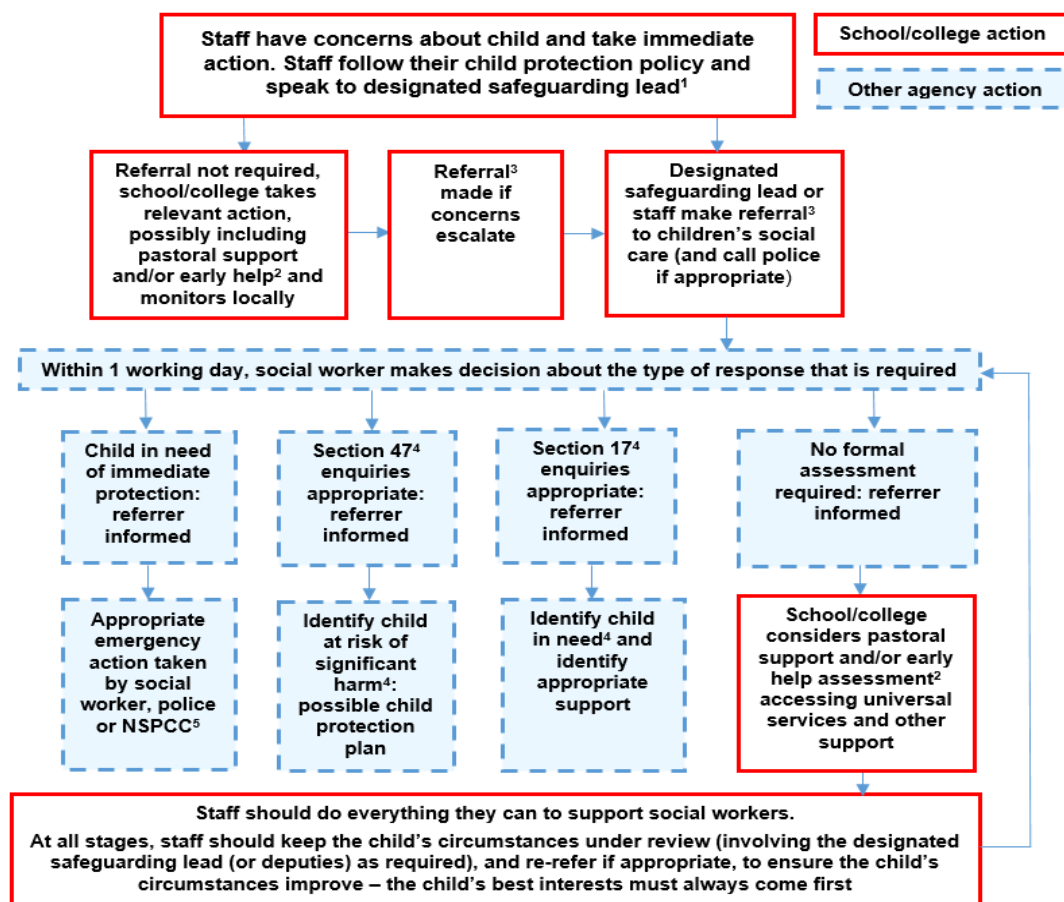 Staff have concerns about child and take immediate
action. Staff follow their child protection policy and
speak to designated safeguarding lead¹
School/college action
Other agency action
Referral not required,
school/college takes
relevant action,
possibly including
pastoral support
and/or early help² and
monitors locally
Referral³
made if
concerns
escalate
Designated
safeguarding lead or
staff make referral³
to children’s social
care (and call police
if appropriate)
Within 1 working day, social worker makes decision about the type of response that is required
Child in need
of immediate
protection:
referrer
informed
Section 47⁴
enquiries
appropriate:
referrer
informed
Section 17⁴
enquiries
appropriate:
referrer
informed
No formal
assessment
required: referrer
informed
Appropriate
emergency
action taken
by social
worker, police
or NSPCC⁵
Identify child
at risk of
significant
harm⁴:
possible child
protection
plan
Identify child
in need⁴ and
identify
appropriate
support
School/college
considers pastoral
support and/or early
help assessment²
accessing universal
services and other
support
Staff should do everything they can to support social workers.
At all stages, staff should keep the child’s circumstances under review (involving the designated
safeguarding lead (or deputies) as required), and re-refer if appropriate, to ensure the child’s
circumstances improve – the child’s best interests must always come first